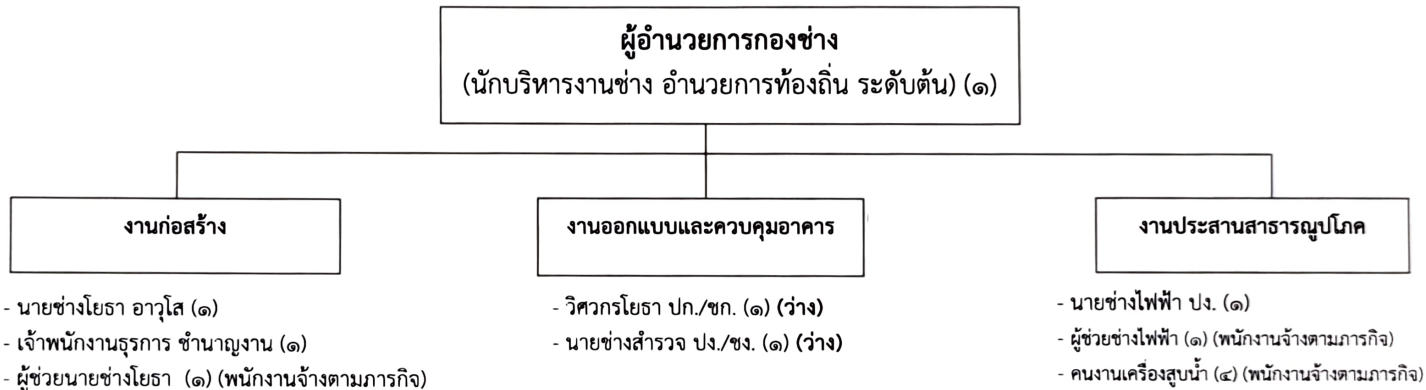 ผู้อำนวยการกองช่าง
(นักบริหารงานช่าง อำนวยการท้องถิ่น ระดับต้น) (๑)
งานก่อสร้าง
- นายช่างโยธา อาวุโส (๑)
- เจ้าพนักงานธุรการ ชำนาญงาน (๑)
- ผู้ช่วยนายช่างโยธา (๑) (พนักงานจ้างตามภารกิจ)
งานออกแบบและควบคุมอาคาร
- วิศวกรโยธา ปก./ชก. (๑) (ว่าง)
- นายช่างสำรวจ ปง./ชง. (๑) (ว่าง)
งานประสานสาธารณูปโภค
- นายช่างไฟฟ้า ปง. (๑)
- ผู้ช่วยช่างไฟฟ้า (๑) (พนักงานจ้างตามภารกิจ)
- คนงานเครื่องสูบน้ำ (๔) (พนักงานจ้างตามภารกิจ)